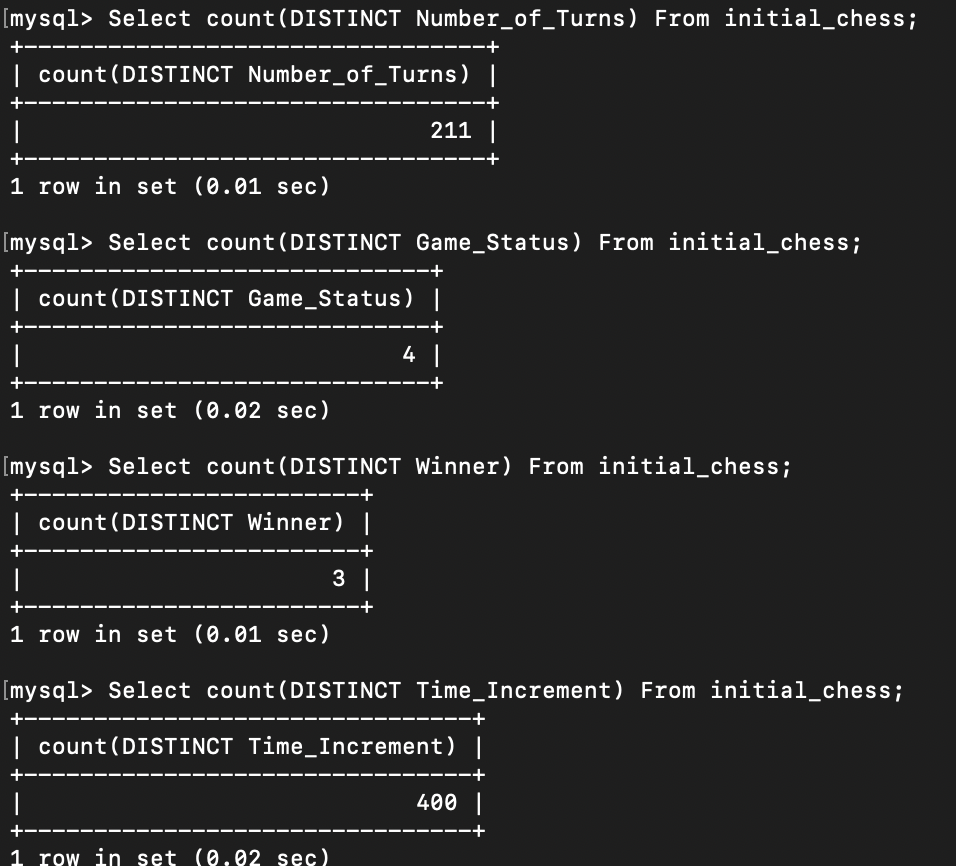 [mysql> Select count(DISTINCT Number_of_Turns) From initial_chess;
+---------------------------------+
| count(DISTINCT Number_of_Turns) |
+---------------------------------+
|                             211 |
+---------------------------------+
1 row in set (0.01 sec)

[mysql> Select count(DISTINCT Game_Status) From initial_chess;
+-----------------------------+
| count(DISTINCT Game_Status) |
+-----------------------------+
|                           4 |
+-----------------------------+
1 row in set (0.02 sec)

[mysql> Select count(DISTINCT Winner) From initial_chess;
+------------------------+
| count(DISTINCT Winner) |
+------------------------+
|                      3 |
+------------------------+
1 row in set (0.01 sec)

[mysql> Select count(DISTINCT Time_Increment) From initial_chess;
+--------------------------------+
| count(DISTINCT Time_Increment) |
+--------------------------------+
|                            400 |
+--------------------------------+
1 row in set (0.02 sec)